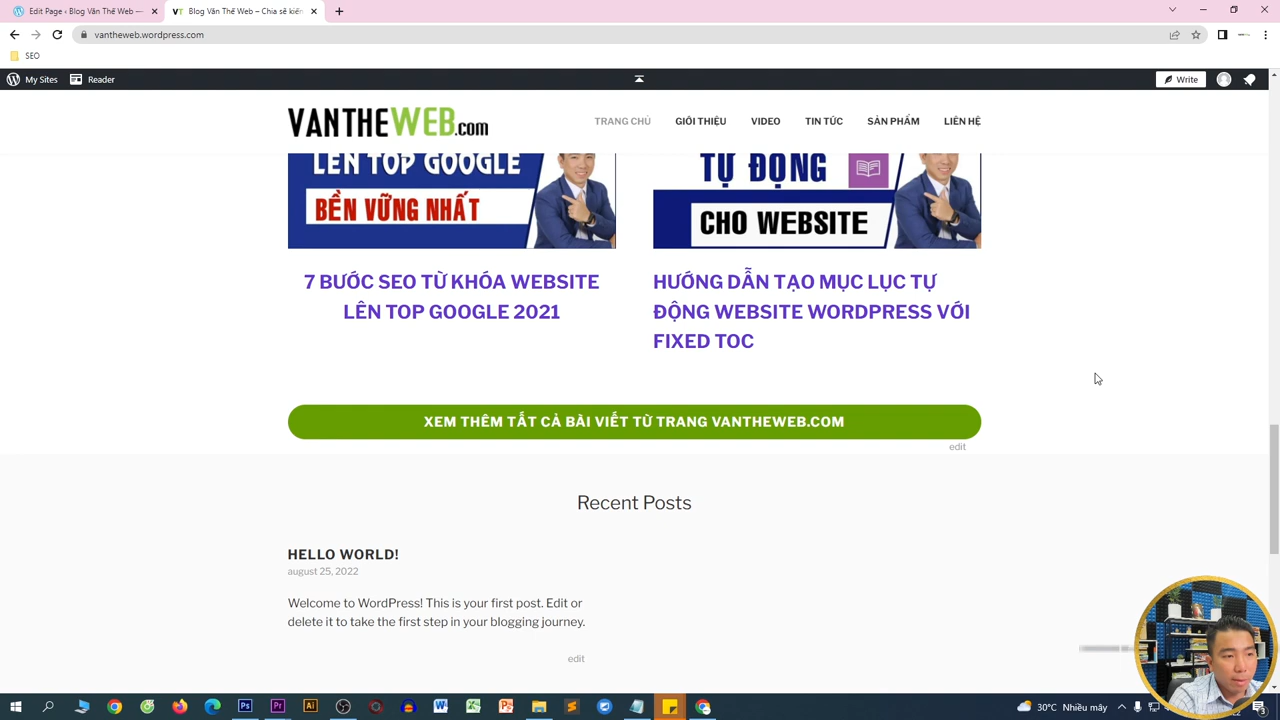 Edit Page ‹ Blog Văn Thế Web —
Blog Văn Thế Web – Chia sẽ kiến
vantheweb.wordpress.com
SEO
My Sites
Reader
Write
VANTHEWEB.com
TRANG CHỦ
GIỚI THIỆU
VIDEO
TIN TỨC
SẢN PHẨM
LIÊN HỆ
LÊN TOP GOOGLE
BỀN VỮNG NHẤT
TỰ ĐỘNG
CHO WEBSITE
7 BƯỚC SEO TỪ KHÓA WEBSITE
LÊN TOP GOOGLE 2021
HƯỚNG DẪN TẠO MỤC LỤC TỰ
ĐỘNG WEBSITE WORDPRESS VỚI
FIXED TOC
XEM THÊM TẤT CẢ BÀI VIẾT TỪ TRANG VANTHEWEB.COM
edit
Recent Posts
HELLO WORLD!
august 25, 2022
Welcome to WordPress! This is your first post. Edit or
delete it to take the first step in your blogging journey.
edit
30°C Nhiều mây